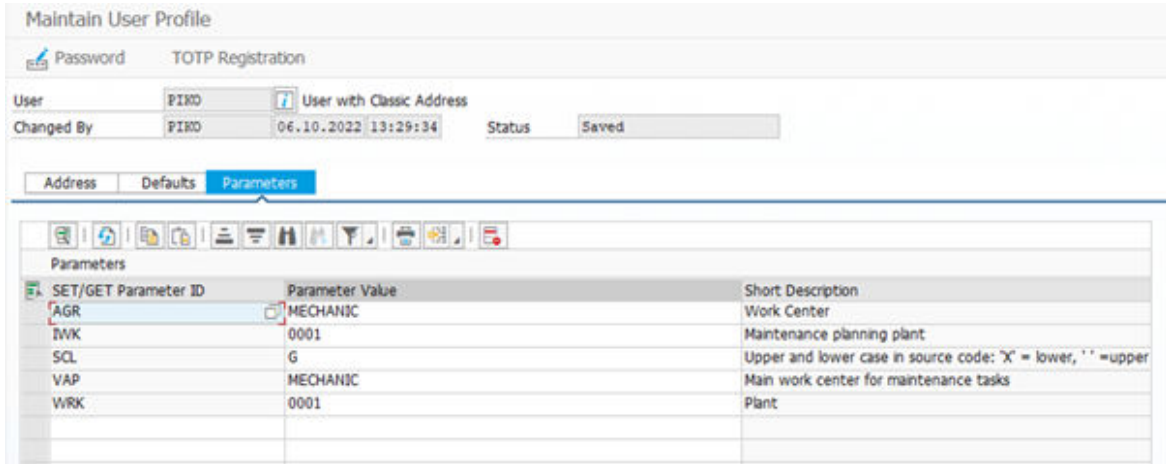 Maintain User Profile
Password TOTP Registration
User PIKO User with Classic Address
Changed By PIKO 06.10.2022 13:29:34 Status Saved
Address Defaults Parameters
Parameters
SET/GET Parameter ID Parameter Value Short Description
AGR MECHANIC Work Center
IWK 0001 Maintenance planning plant
SCL G Upper and lower case in source code: 'X' = lower, ' ' =upper
VAP MECHANIC Main work center for maintenance tasks
WRK 0001 Plant